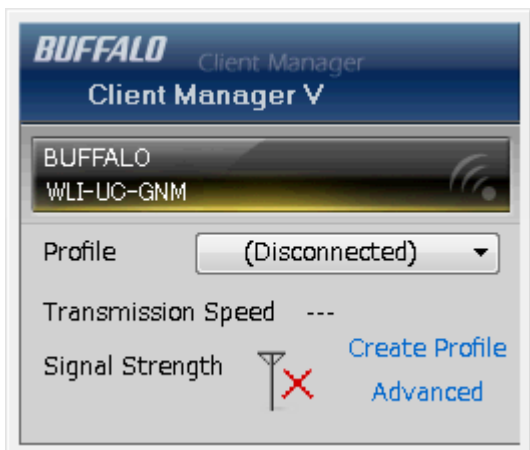 BUFFALO Client Manager
Client Manager V
BUFFALO
WLI-UC-GNM
Profile (Disconnected)
Transmission Speed ---
Signal Strength
Create Profile
Advanced